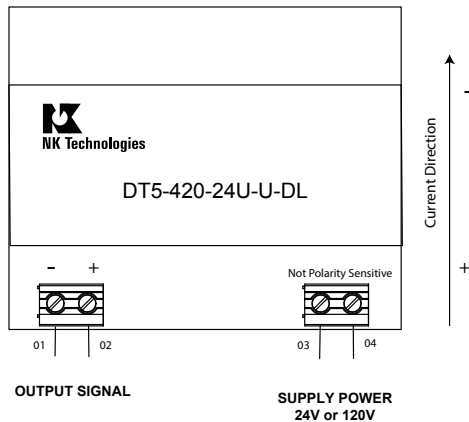 NK Technologies
DT5-420-24U-U-DL
Current Direction
-
+
- +
Not Polarity Sensitive
01 02 03 04
OUTPUT SIGNAL
SUPPLY POWER
24V or 120V